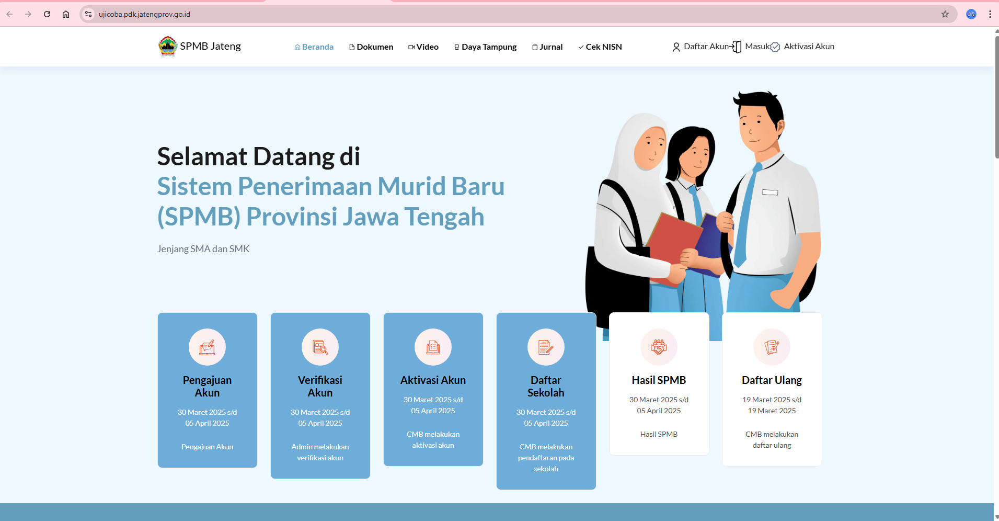 ujicoba.pdk.jatengprov.go.id
SPMB Jateng
Beranda
Dokumen
Video
Daya Tampung
Jurnal
Cek NISN
Daftar Akun
Masuk
Aktivasi Akun
Selamat Datang di
Sistem Penerimaan Murid Baru
(SPMB) Provinsi Jawa Tengah
Jenjang SMA dan SMK
Pengajuan
Akun
30 Maret 2025 s/d
05 April 2025
Pengajuan Akun
Verifikasi
Akun
30 Maret 2025 s/d
05 April 2025
Admin melakukan
verifikasi akun
Aktivasi Akun
30 Maret 2025 s/d
05 April 2025
CMB melakukan
aktivasi akun
Daftar
Sekolah
30 Maret 2025 s/d
05 April 2025
CMB melakukan
pendaftaran pada
sekolah
Hasil SPMB
30 Maret 2025 s/d
05 April 2025
Hasil SPMB
Daftar Ulang
19 Maret 2025 s/d
19 Maret 2025
CMB melakukan
daftar ulang